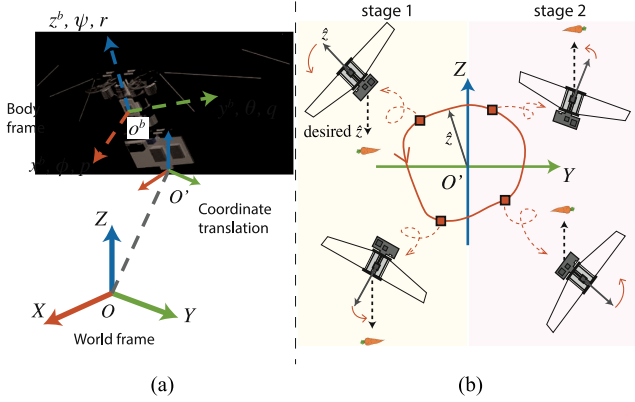 z^b, ψ, r
Body
frame
o^b
y^b, θ, q
x^b, ϕ, p
O'
Coordinate
translation
Z
X
O
Y
World frame
(a)
stage 1
stage 2
ẑ
Z
desired ẑ
ẑ
O'
Y
(b)